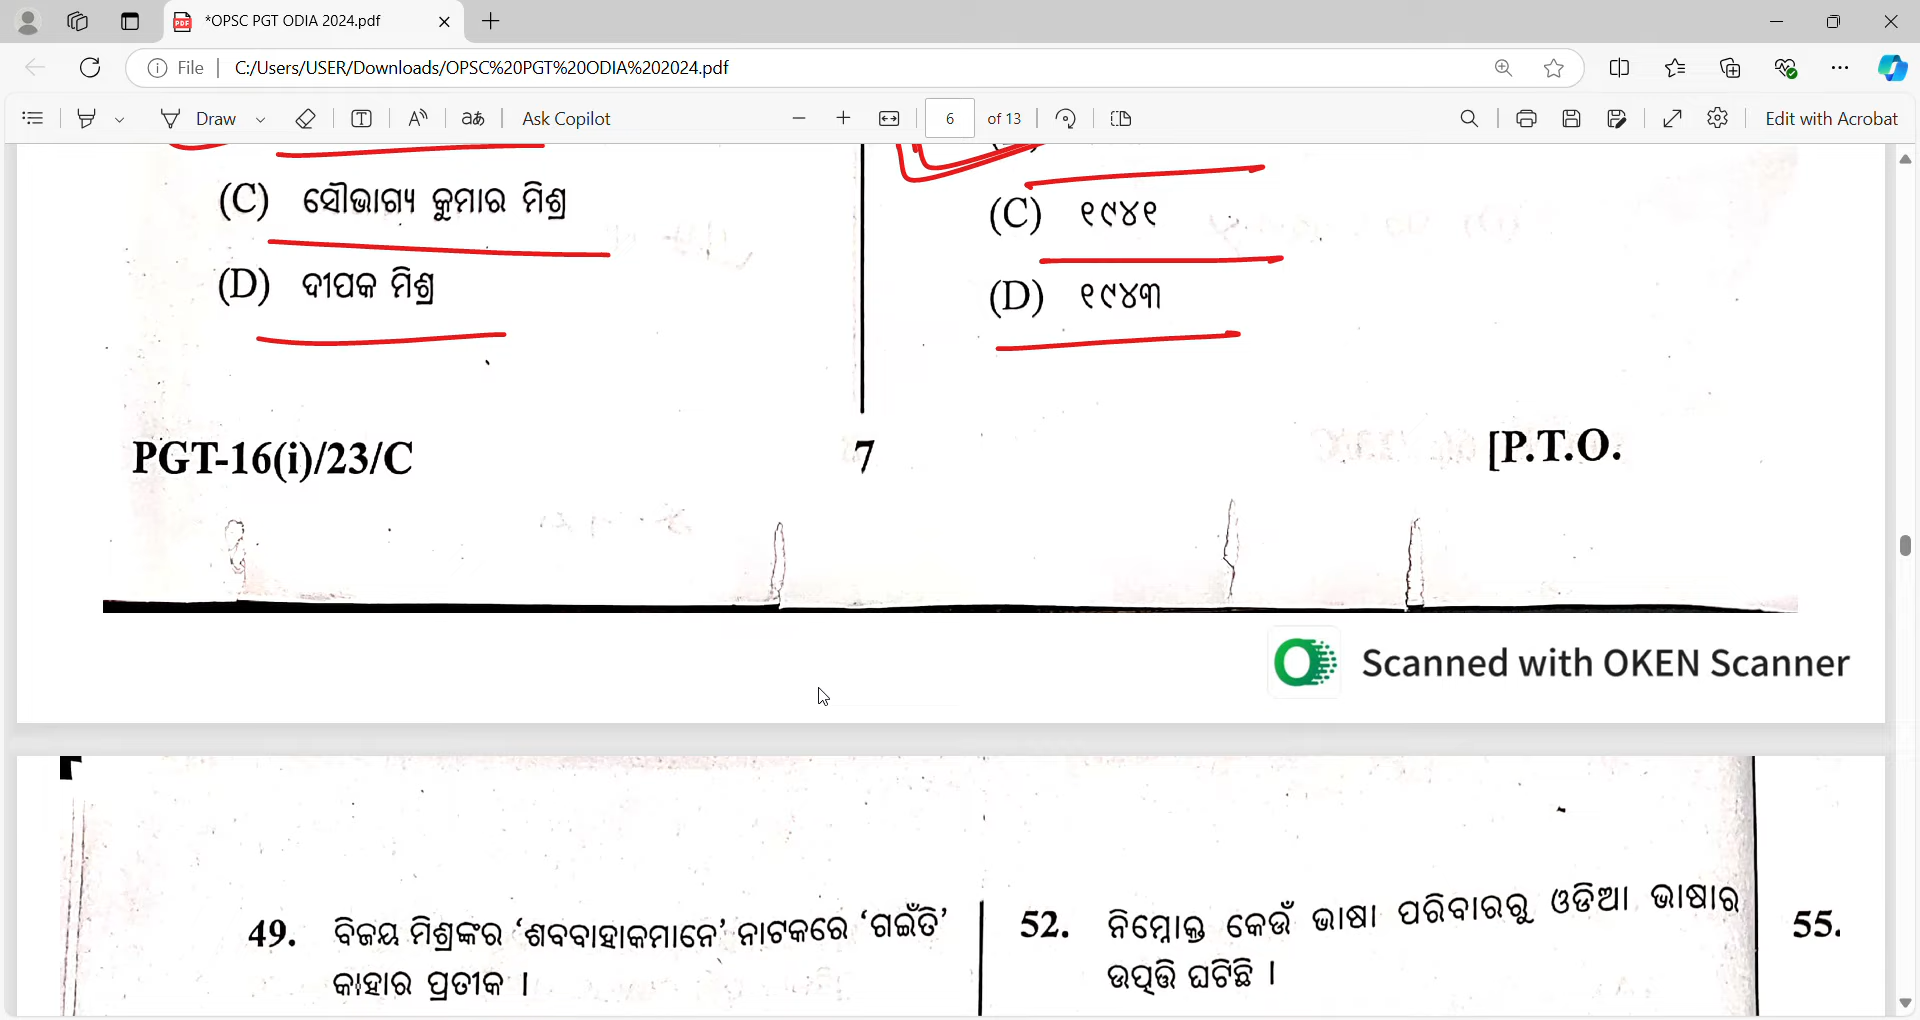 *OPSC PGT ODIA 2024.pdf
File
C:/Users/USER/Downloads/OPSC%20PGT%20ODIA%202024.pdf
Draw
Ask Copilot
6 of 13
Edit with Acrobat
(C) ସୌଭାଗ୍ୟ କୁମାର ମିଶ୍ର
(D) ଦୀପକ ମିଶ୍ର
(C) ୧୯୪୧
(D) ୧୯୪୩
PGT-16(i)/23/C
7
[P.T.O.
Scanned with OKEN Scanner
49. ବିଜୟ ମିଶ୍ରଙ୍କର ‘ଶବବାହାକମାନେ’ ନାଟକରେ ‘ଗଇଁତି’
କାହାର ପ୍ରତୀକ ।
52. ନିମ୍ନୋକ୍ତ କେଉଁ ଭାଷା ପରିବାରରୁ ଓଡିଆ ଭାଷାର
ଉତ୍ପତ୍ତି ଘଟିଛି ।
55.